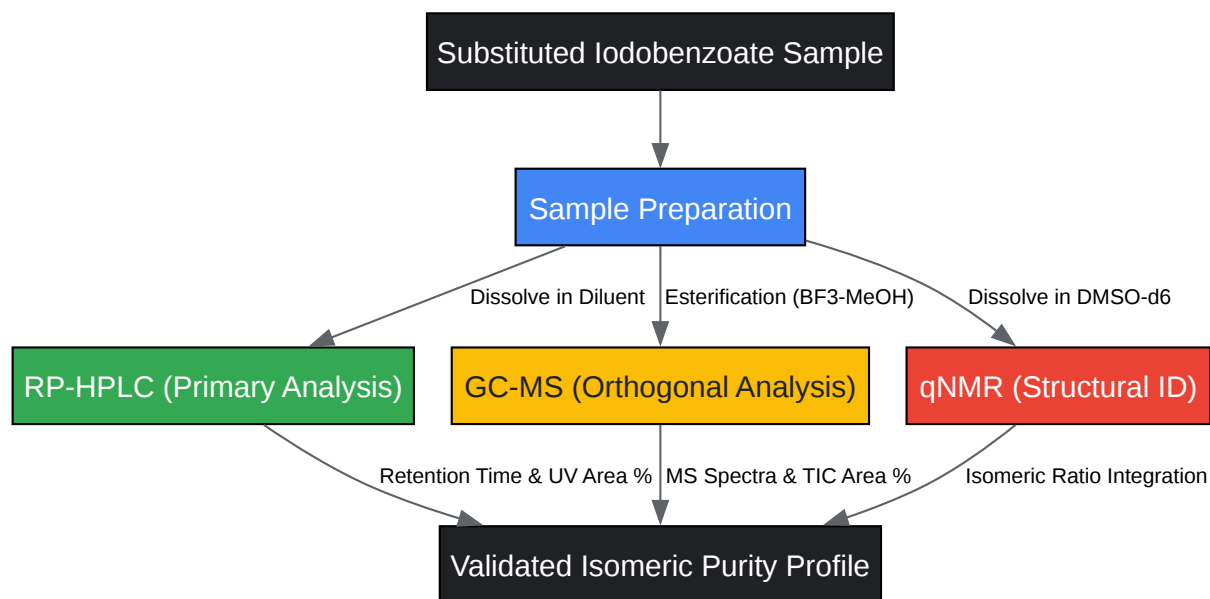 Substituted Iodobenzoate Sample
Sample Preparation
Dissolve in Diluent
Esterification (BF3-MeOH)
Dissolve in DMSO-d6
RP-HPLC (Primary Analysis)
GC-MS (Orthogonal Analysis)
qNMR (Structural ID)
Retention Time & UV Area %
MS Spectra & TIC Area %
Isomeric Ratio Integration
Validated Isomeric Purity Profile